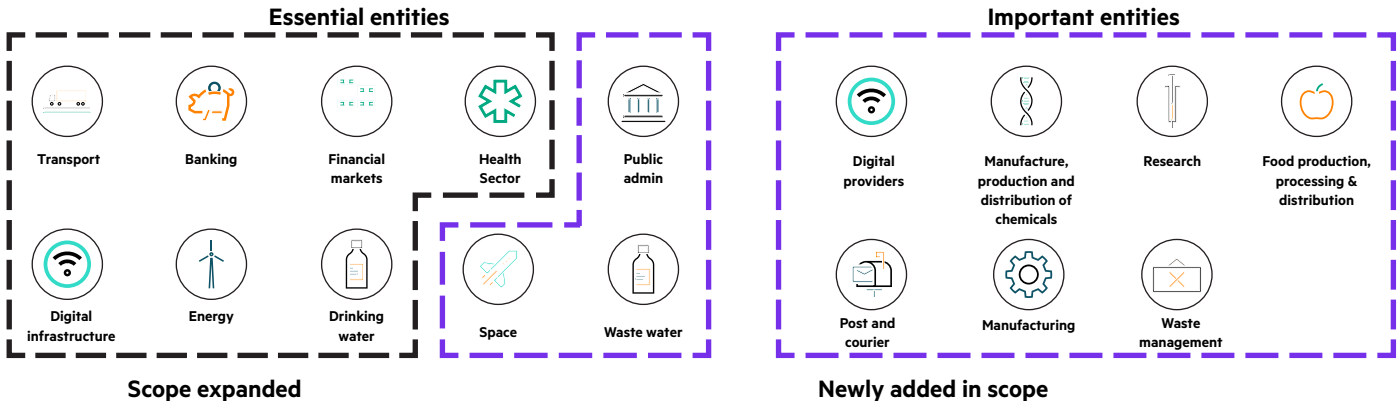 Essential entities
Important entities
Transport
Banking
Financial
markets
Health
Sector
Public
admin
Digital
infrastructure
Energy
Drinking
water
Space
Waste water
Digital
providers
Manufacture,
production and
distribution of
chemicals
Research
Food production,
processing &
distribution
Post and
courier
Manufacturing
Waste
management
Scope expanded
Newly added in scope